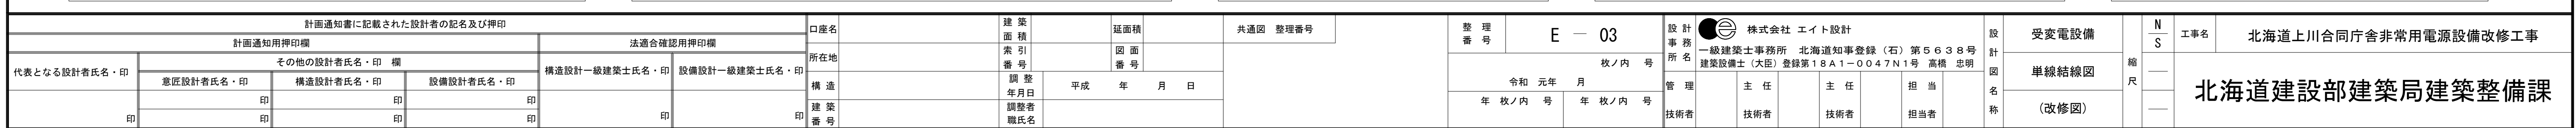 計画通知書に記載された設計者の記名及び押印
計画通知用押印欄
法適合確認用押印欄
代表となる設計者氏名・印
その他の設計者氏名・印 欄
意匠設計者氏名・印
構造設計者氏名・印
設備設計者氏名・印
構造設計一級建築士氏名・印
設備設計一級建築士氏名・印
印 印 印
印 印 印 印 印 印
口座名
所在地
構 造
建 築
番 号
建 築
面 積
延面積
索 引
番 号
図 面
番 号
調 整
年月日
平成 年 月 日
調整者
職氏名
共通図 整理番号
整 理
番 号
E — 03
枚ノ内 号
令和 元年 月
年 枚ノ内 号
年 枚ノ内 号
設 計
事 務
所 名
e 株式会社 エイト設計
一級建築士事務所 北海道知事登録（石）第５６３８号
建築設備士（大臣）登録第１８Ａ１－００４７Ｎ１号 高橋 忠明
管 理
技術者
主 任
技術者
主 任
技術者
担 当
担当者
設
計
図
名
称
受変電設備
単線結線図
（改修図）
縮
尺
N
S
工事名
北海道上川合同庁舎非常用電源設備改修工事
北海道建設部建築局建築整備課